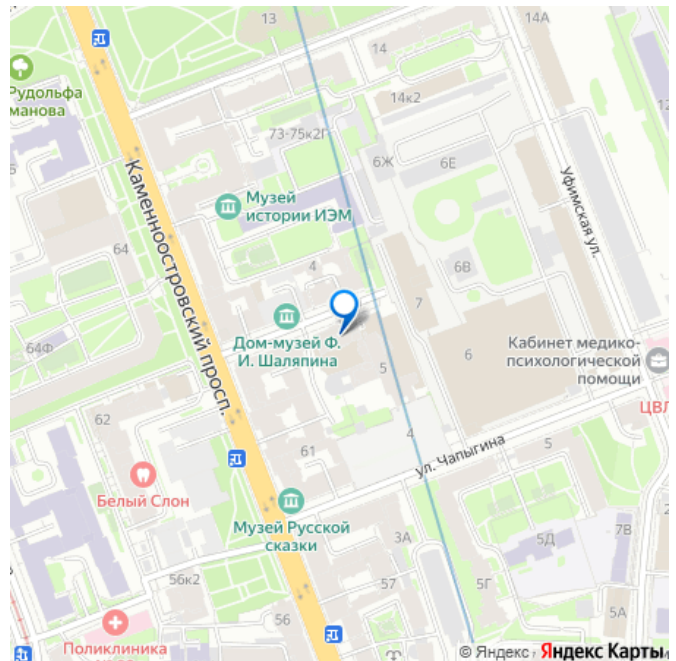 13
14А
14
Рудольфа
манова
14к2
12
73-75к2Г
6Ж
6Е
Каменноостровский просп.
Уфимская ул.
Музей
истории ИЭМ
64
4
6В
7
64Ф
Дом-музей Ф.
И. Шаляпина
5
6
Кабинет медико-
психологической
помощи
ЦВЛ
62
61
4
ул. Чапыгина
5
Белый Слон
Музей Русской
сказки
3А
5Д
7В
2
56к2
57
5Г
56
5А
Поликлиника
© Яндекс
Яндекс Карты